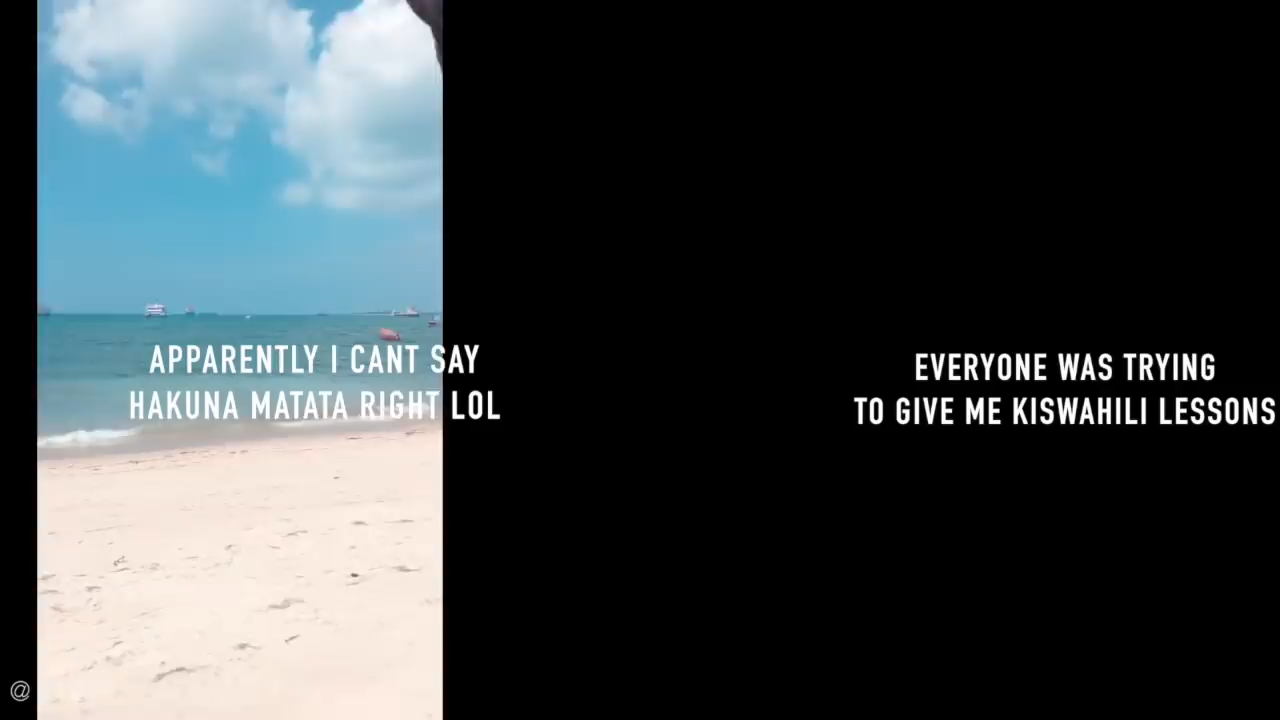 APPARENTLY I CANT SAY
HAKUNA MATATA RIGHT LOL
EVERYONE WAS TRYING
TO GIVE ME KISWAHILI LESSONS
@